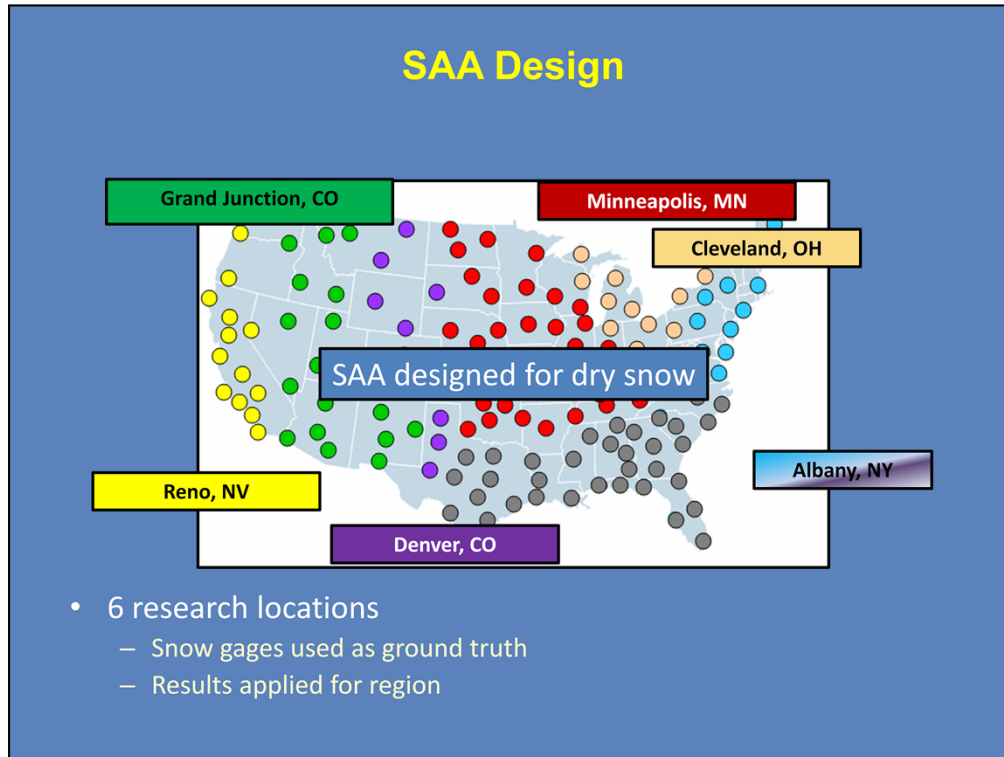 SAA Design
Grand Junction, CO
Minneapolis, MN
Cleveland, OH
SAA designed for dry snow
Albany, NY
Reno, NV
Denver, CO
• 6 research locations
– Snow gages used as ground truth
– Results applied for region